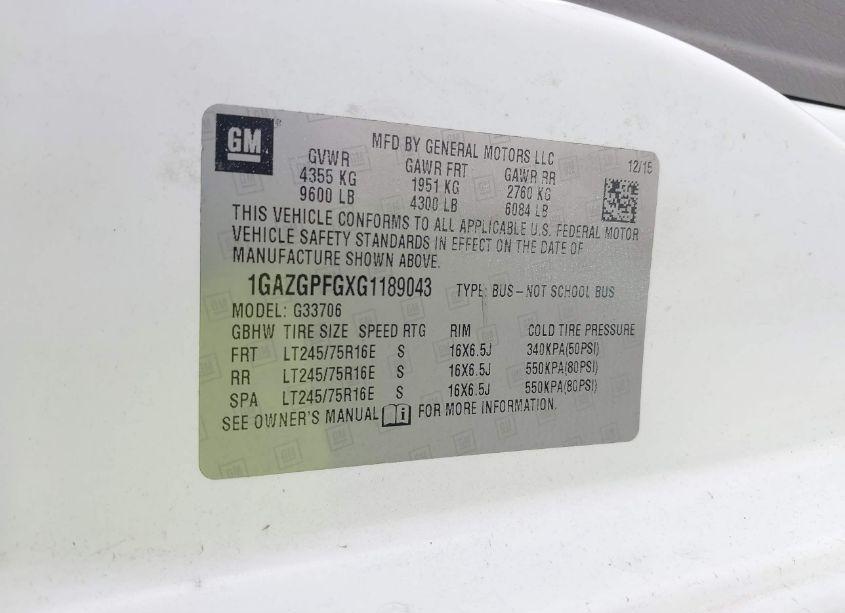 GM
MFD BY GENERAL MOTORS LLC
12/15
GVWR GAWR FRT GAWR RR
4355 KG 1951 KG 2760 KG
9600 LB 4300 LB 6084 LB
THIS VEHICLE CONFORMS TO ALL APPLICABLE U.S. FEDERAL MOTOR
VEHICLE SAFETY STANDARDS IN EFFECT ON THE DATE OF
MANUFACTURE SHOWN ABOVE.
1GAZGPFGXG1189043 TYPE: BUS – NOT SCHOOL BUS
MODEL: G33706
GBHW TIRE SIZE SPEED RTG RIM COLD TIRE PRESSURE
FRT LT245/75R16E S 16X6.5J 340KPA(50PSI)
RR LT245/75R16E S 16X6.5J 550KPA(80PSI)
SPA LT245/75R16E S 16X6.5J 550KPA(80PSI)
SEE OWNER'S MANUAL i FOR MORE INFORMATION.